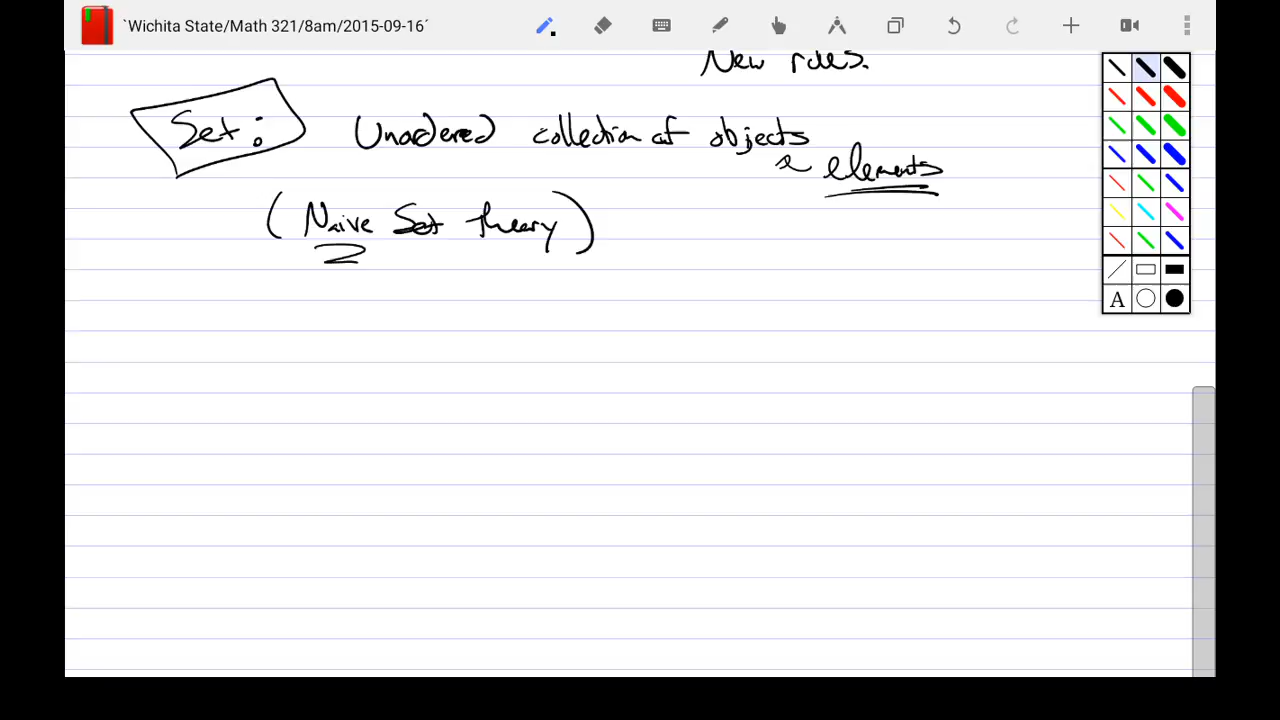 `Wichita State/Math 321/8am/2015-09-16´
New rules.
Set: Unordered collection of objects
elements
(Naive Set theory)
A